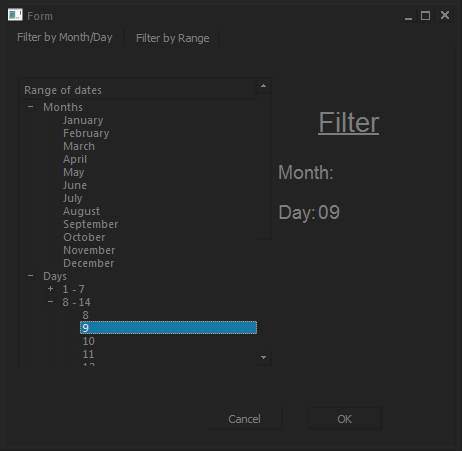 Form
Filter by Month/Day
Filter by Range
Range of dates
Months
January
February
March
April
May
June
July
August
September
October
November
December
Days
1 - 7
8 - 14
8
9
10
11
Filter
Month:
Day: 09
Cancel
OK